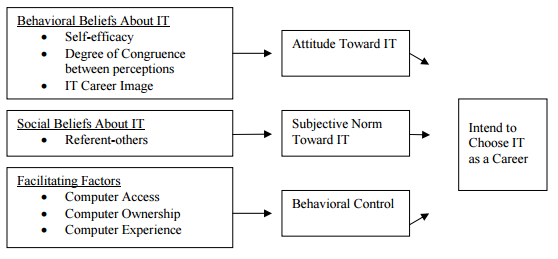 Behavioral Beliefs About IT
• Self-efficacy
• Degree of Congruence
between perceptions
• IT Career Image
Attitude Toward IT
Social Beliefs About IT
• Referent-others
Subjective Norm
Toward IT
Facilitating Factors
• Computer Access
• Computer Ownership
• Computer Experience
Behavioral Control
Intend to
Choose IT
as a Career